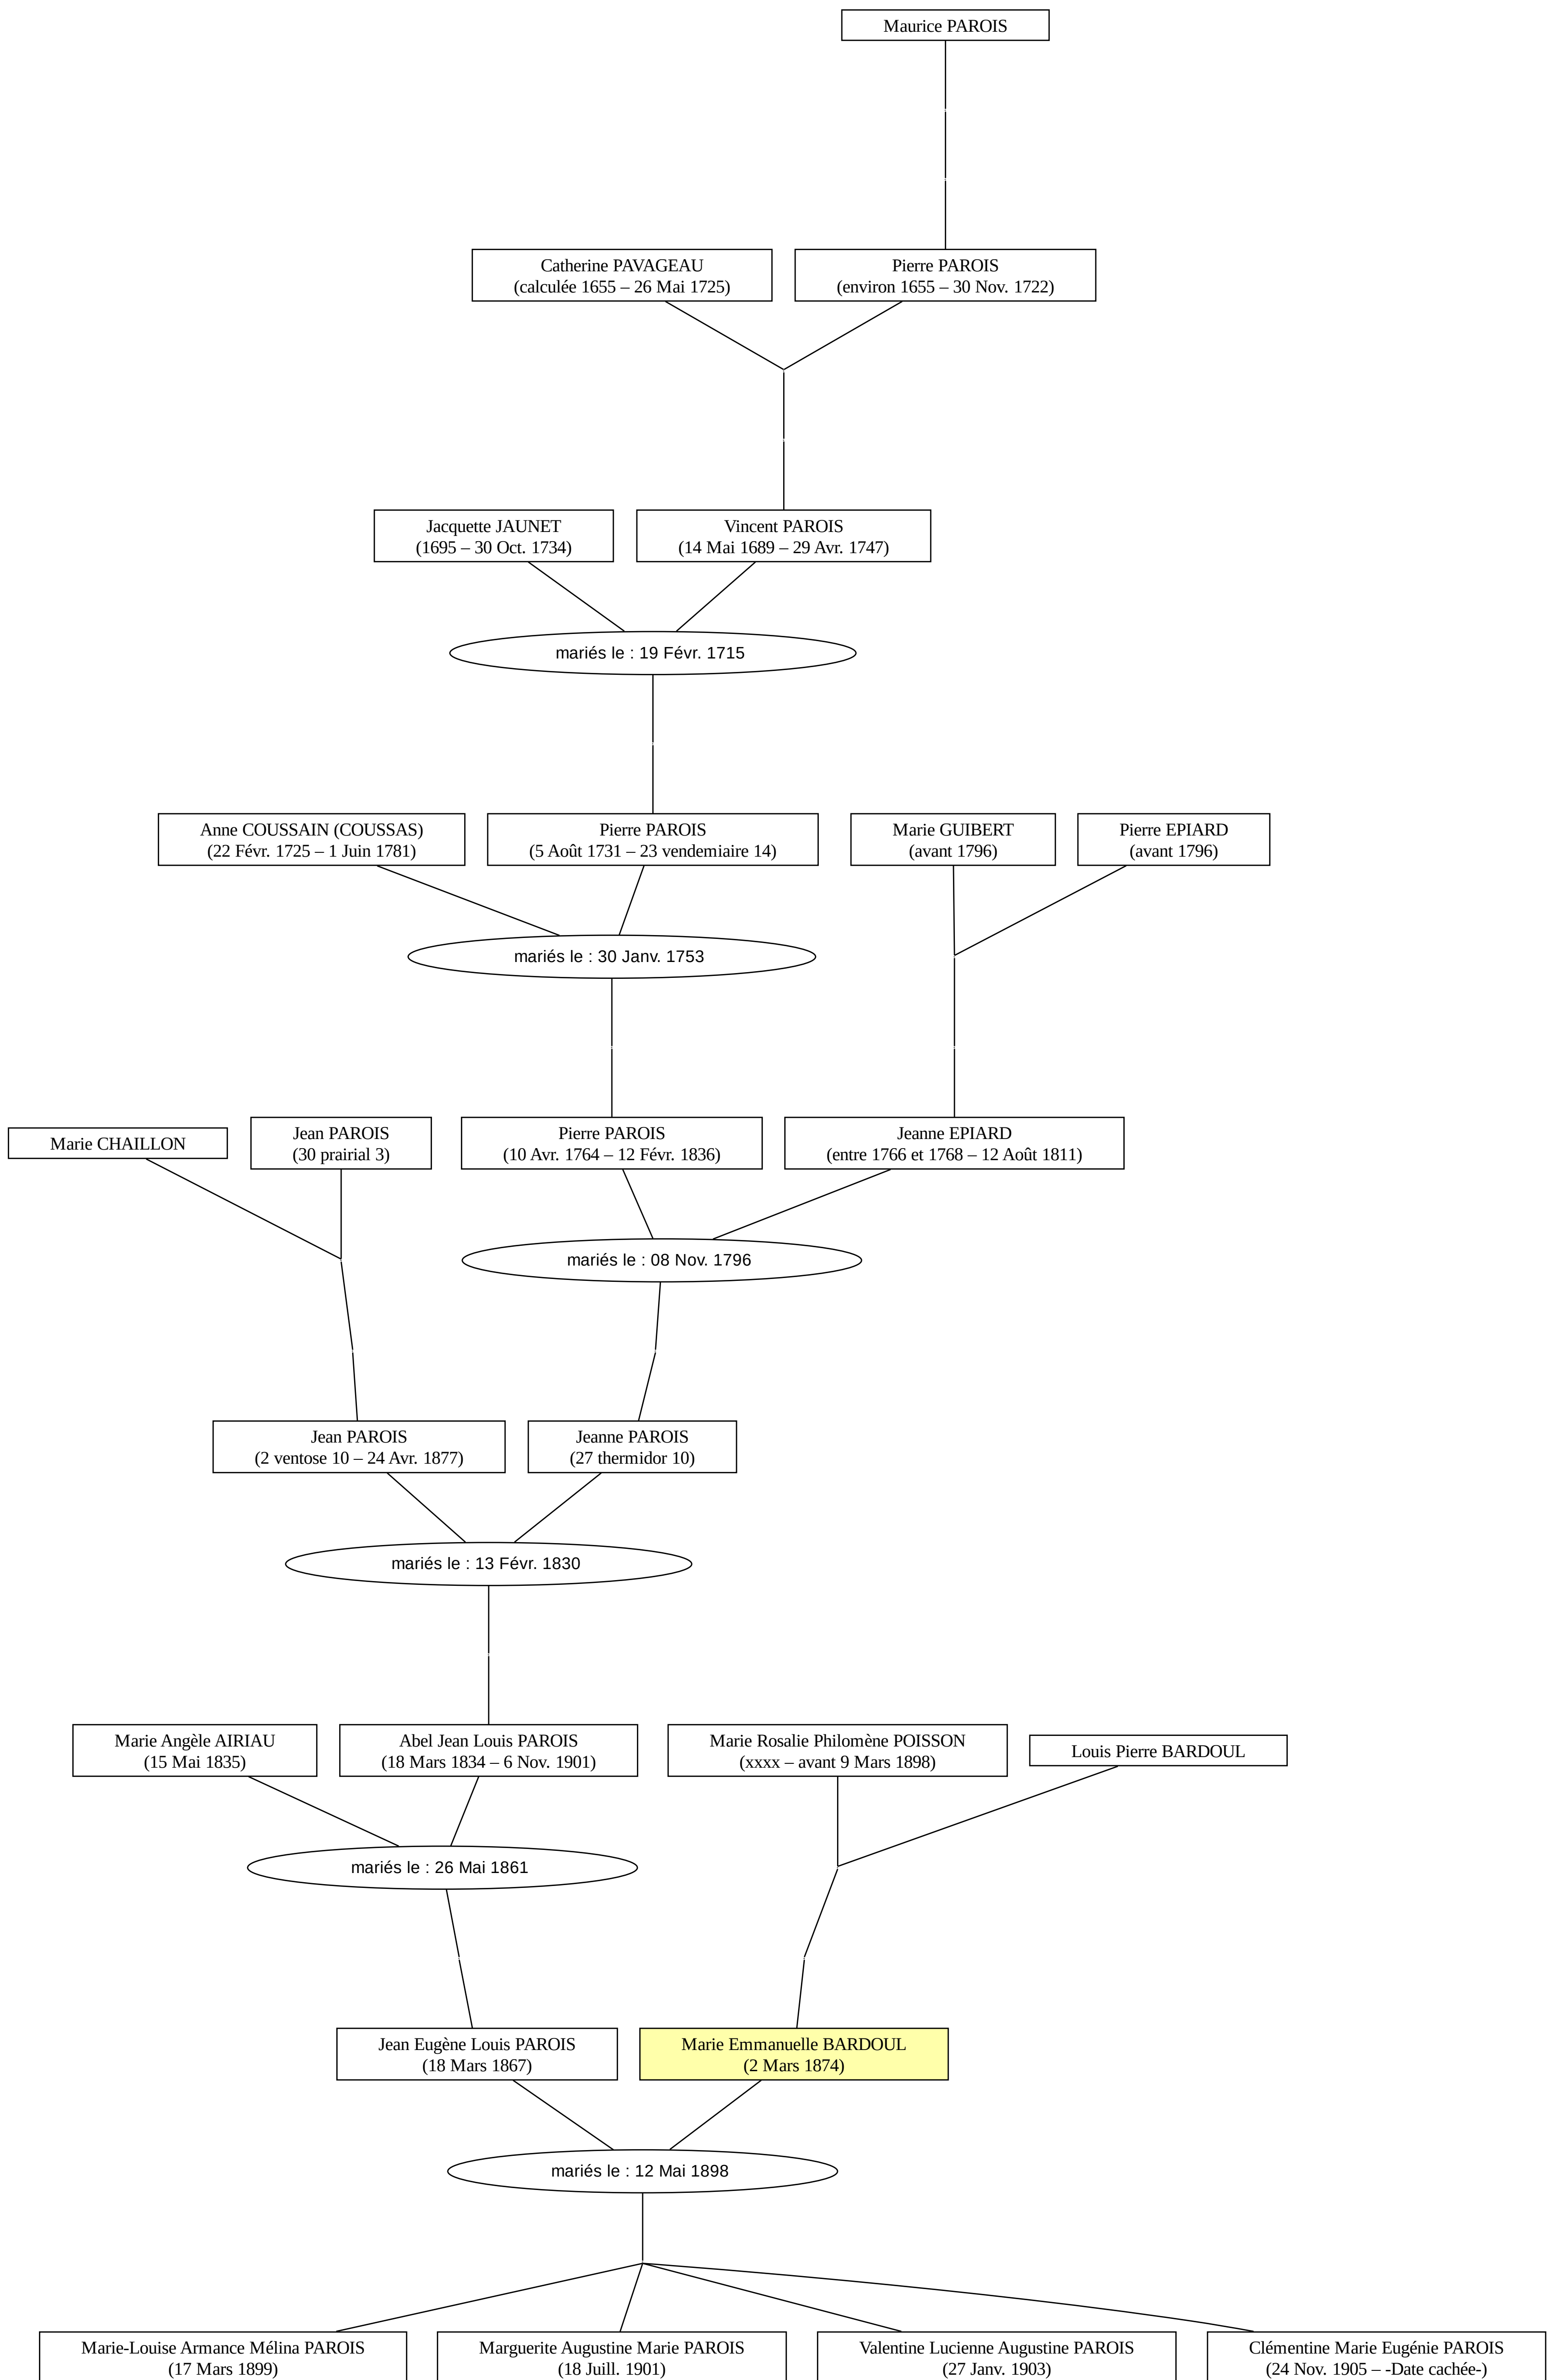 Maurice PAROIS
Catherine PAVAGEAU
(calculée 1655 – 26 Mai 1725)
Pierre PAROIS
(environ 1655 – 30 Nov. 1722)
Jacquette JAUNET
(1695 – 30 Oct. 1734)
Vincent PAROIS
(14 Mai 1689 – 29 Avr. 1747)
mariés le : 19 Févr. 1715
Anne COUSSAIN (COUSSAS)
(22 Févr. 1725 – 1 Juin 1781)
Pierre PAROIS
(5 Août 1731 – 23 vendemiaire 14)
Marie GUIBERT
(avant 1796)
Pierre EPIARD
(avant 1796)
mariés le : 30 Janv. 1753
Marie CHAILLON
Jean PAROIS
(30 prairial 3)
Pierre PAROIS
(10 Avr. 1764 – 12 Févr. 1836)
Jeanne EPIARD
(entre 1766 et 1768 – 12 Août 1811)
mariés le : 08 Nov. 1796
Jean PAROIS
(2 ventose 10 – 24 Avr. 1877)
Jeanne PAROIS
(27 thermidor 10)
mariés le : 13 Févr. 1830
Marie Angèle AIRIAU
(15 Mai 1835)
Abel Jean Louis PAROIS
(18 Mars 1834 – 6 Nov. 1901)
Marie Rosalie Philomène POISSON
(xxxx – avant 9 Mars 1898)
Louis Pierre BARDOUL
mariés le : 26 Mai 1861
Jean Eugène Louis PAROIS
(18 Mars 1867)
Marie Emmanuelle BARDOUL
(2 Mars 1874)
mariés le : 12 Mai 1898
Marie-Louise Armance Mélina PAROIS
(17 Mars 1899)
Marguerite Augustine Marie PAROIS
(18 Juill. 1901)
Valentine Lucienne Augustine PAROIS
(27 Janv. 1903)
Clémentine Marie Eugénie PAROIS
(24 Nov. 1905 – -Date cachée-)